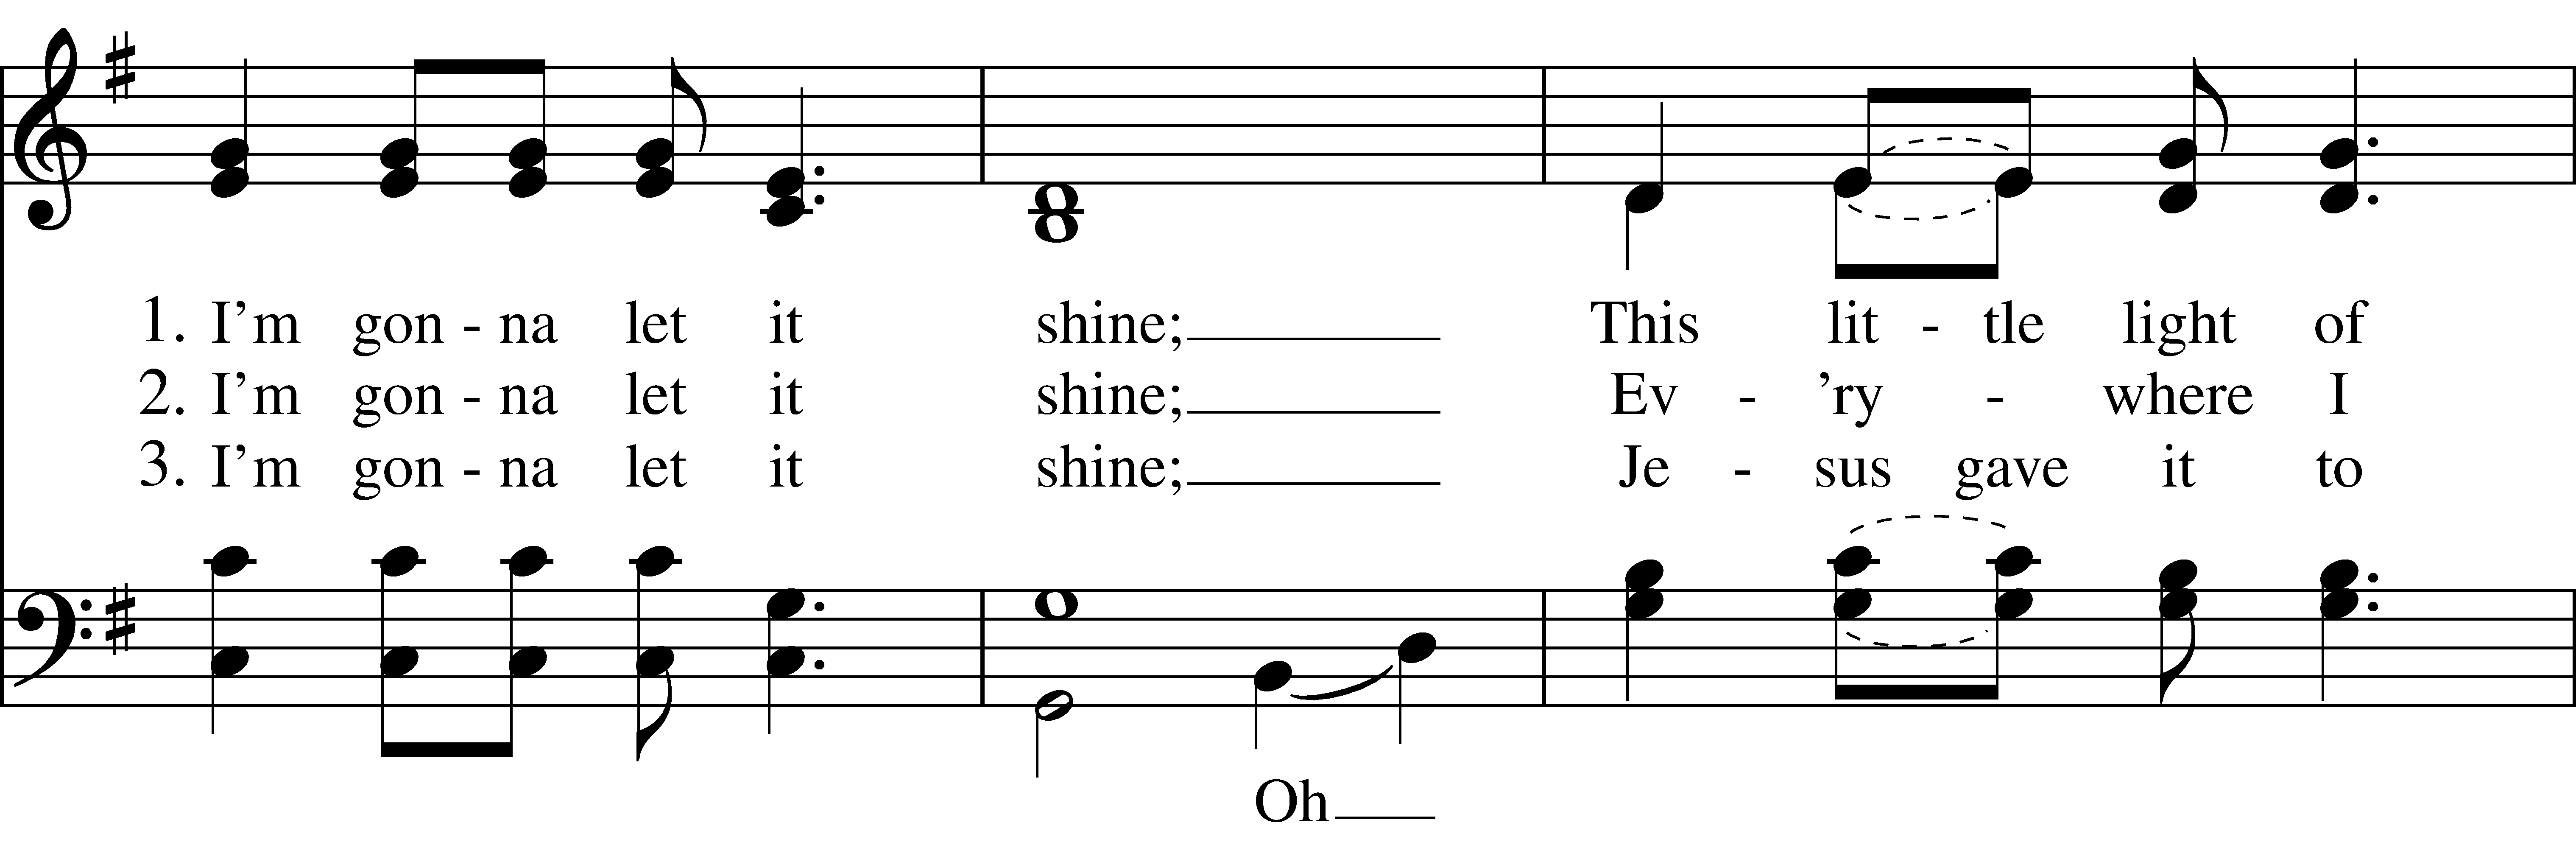 1. I’m gon - na let it shine; This lit - tle light of
2. I’m gon - na let it shine; Ev - ’ry - where I
3. I’m gon - na let it shine; Je - sus gave it to
Oh